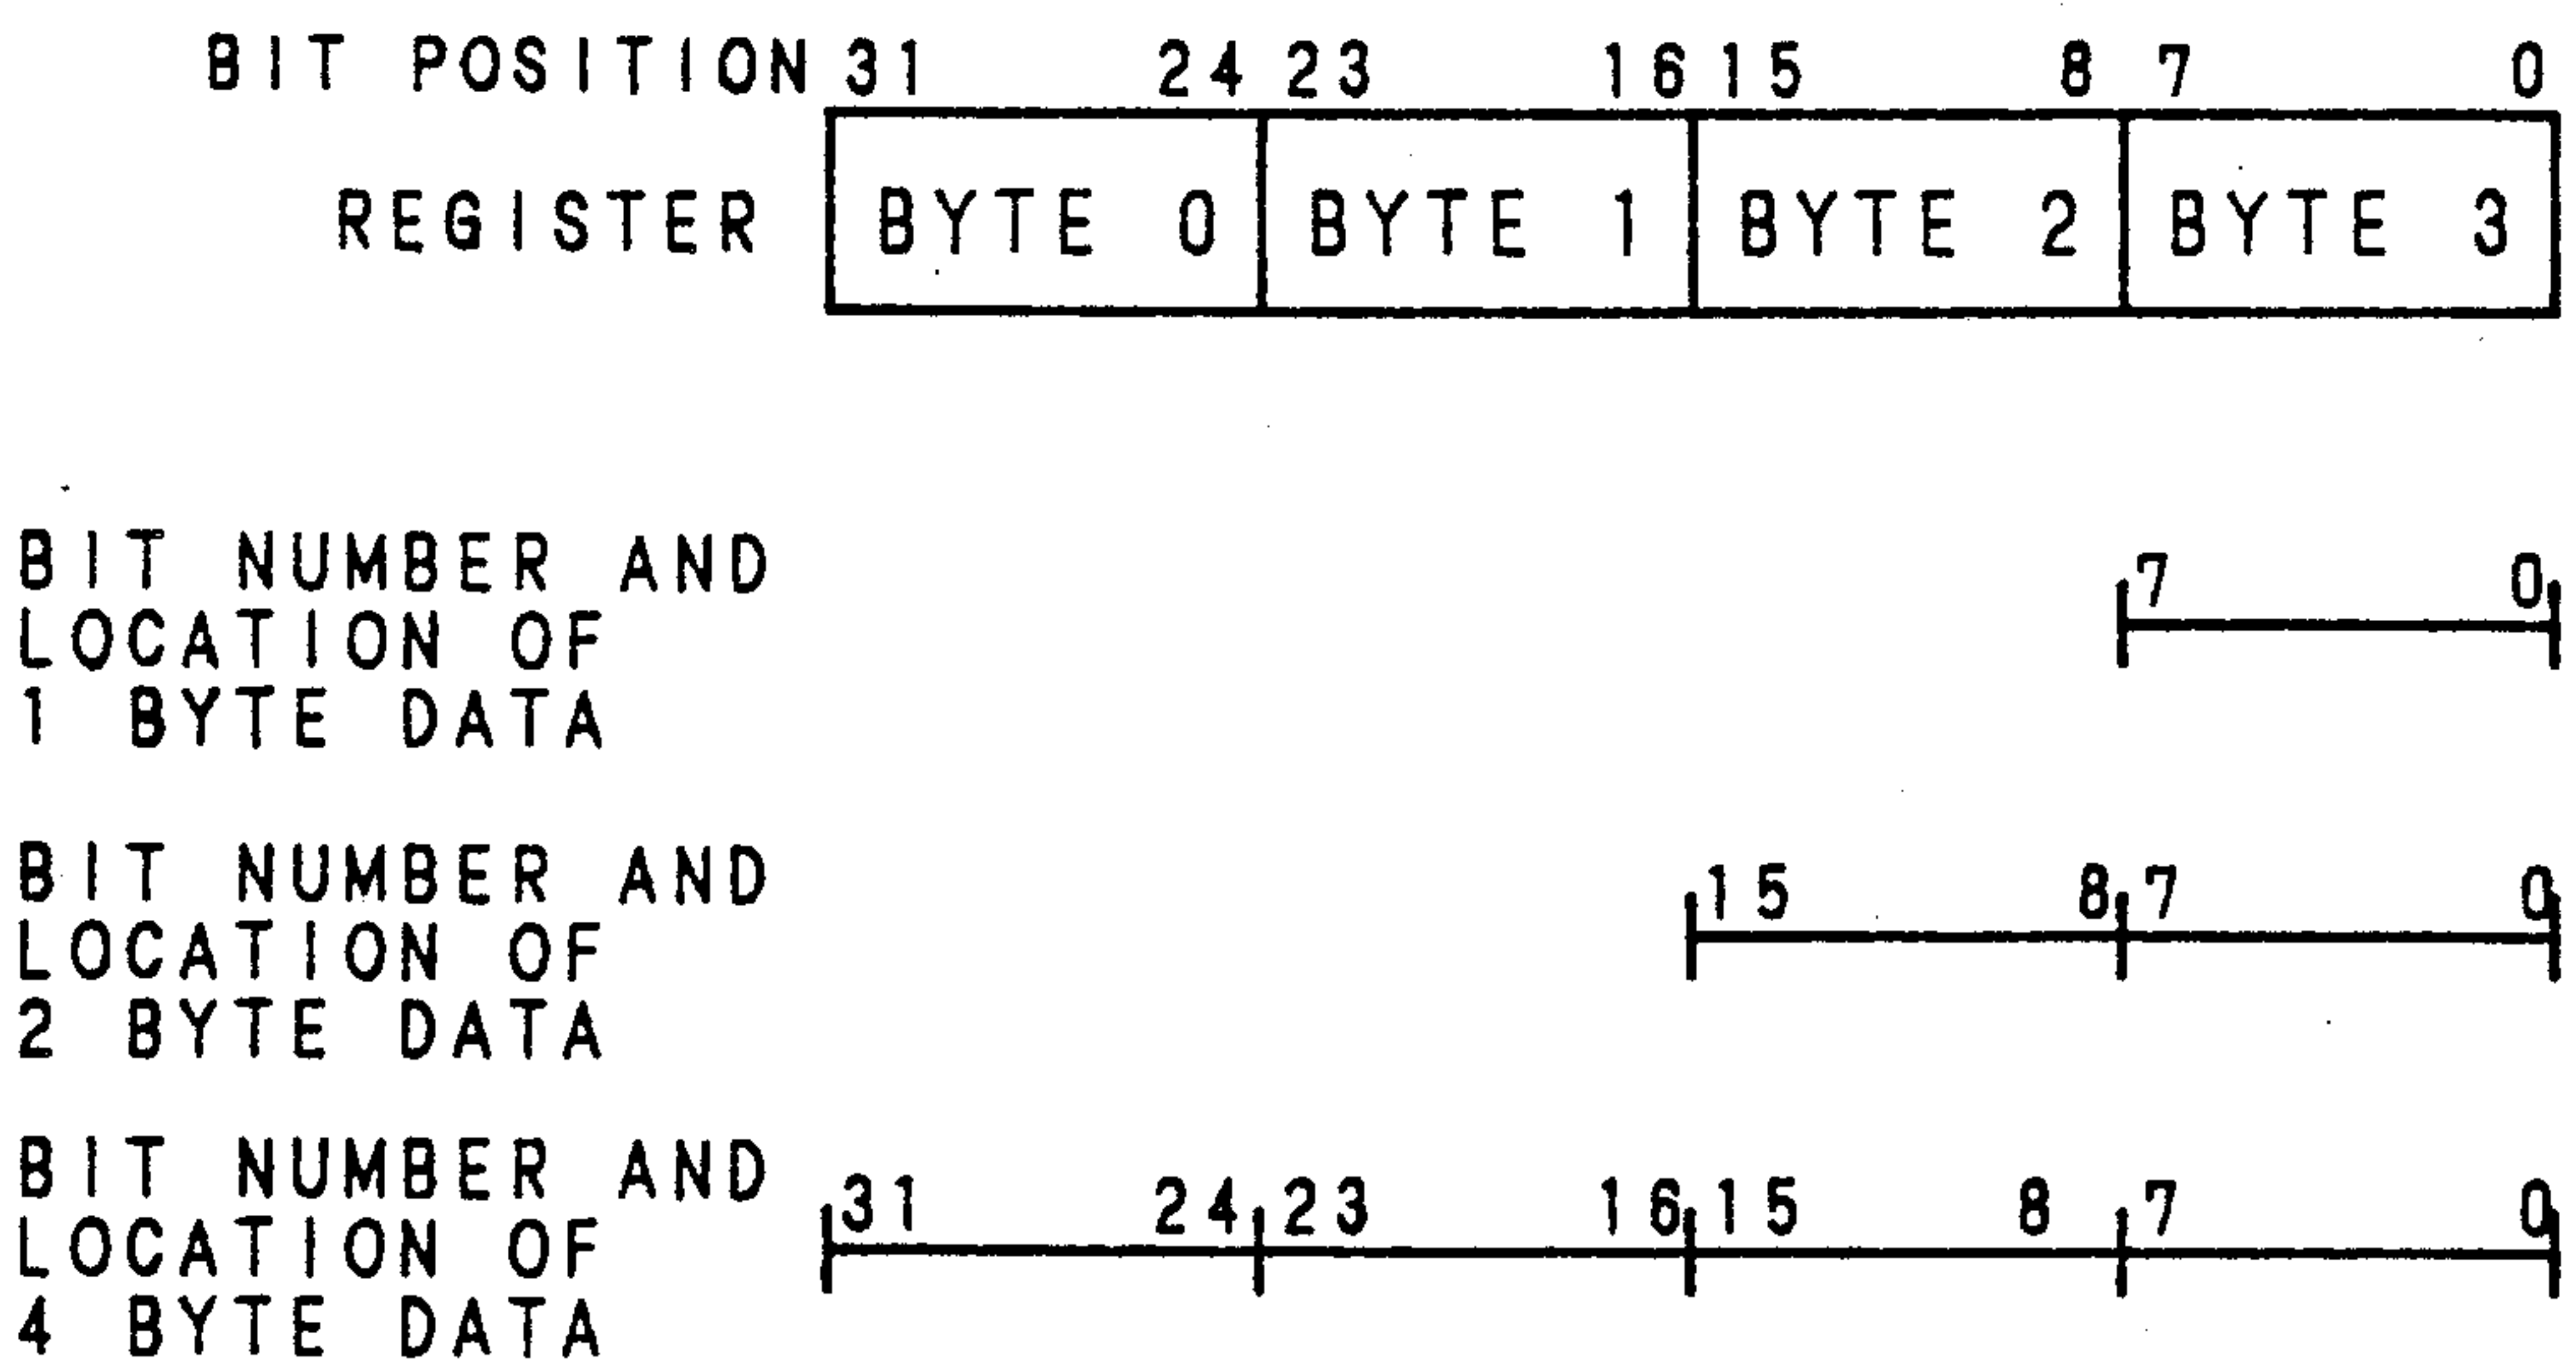 BIT POSITION 31 24 23 16 15 8 7 0
REGISTER BYTE 0 BYTE 1 BYTE 2 BYTE 3
BIT NUMBER AND
LOCATION OF
1 BYTE DATA
7 0
BIT NUMBER AND
LOCATION OF
2 BYTE DATA
15 8 7 0
BIT NUMBER AND
LOCATION OF
4 BYTE DATA
31 24 23 16 15 8 7 0